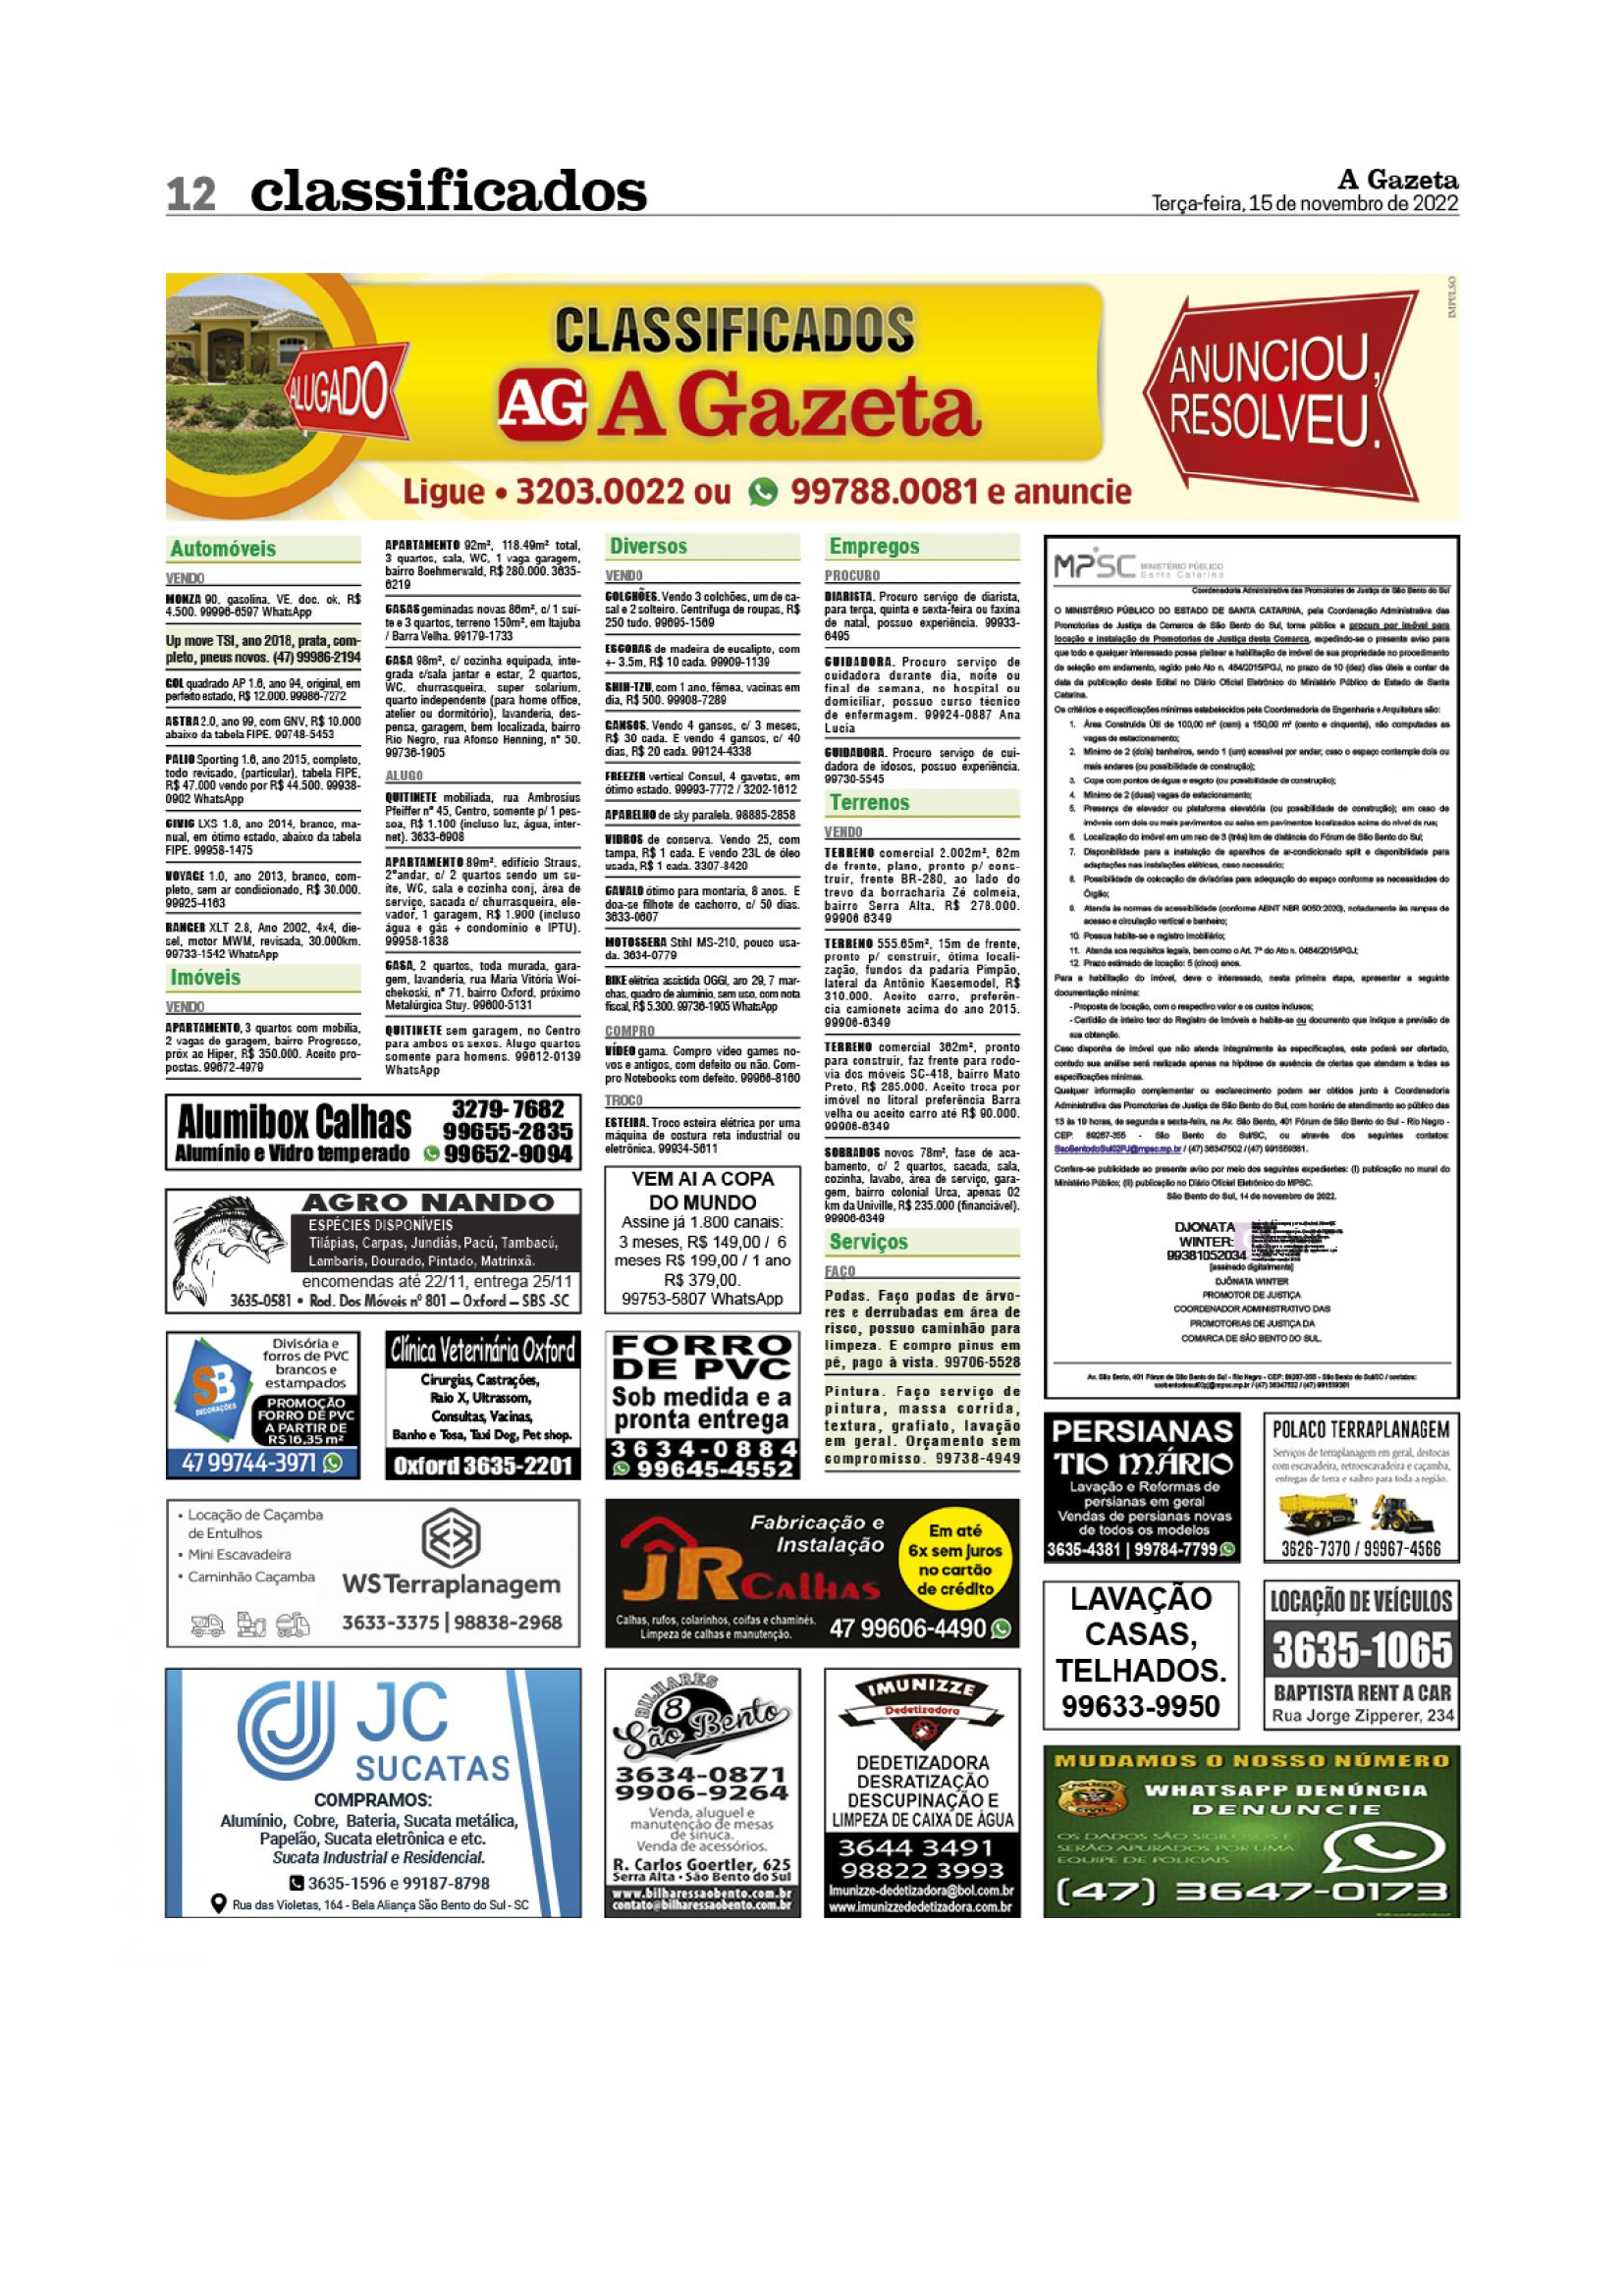 12 classificados
A Gazeta
Terça-feira, 15 de novembro de 2022
ALUGADO
CLASSIFICADOS
AG A Gazeta
Ligue • 3203.0022 ou 99788.0081 e anuncie
ANUNCIOU,
RESOLVEU.
IMPULSO
Automóveis
VENDO
MONZA 90, gasolina, VE, doc. ok, R$
4.500. 99996-6597 WhatsApp
Up move TSI, ano 2018, prata, com-
pleto, pneus novos. (47) 99986-2194
GOL quadrado AP 1.6, ano 94, original, em
perfeito estado, R$ 12.000. 99986-7272
ASTRA 2.0, ano 99, com GNV, R$ 10.000
abaixo da tabela FIPE. 99748-5453
PALIO Sporting 1.6, ano 2015, completo,
todo revisado, (particular), tabela FIPE,
R$ 47.000 vendo por R$ 44.500. 99938-
0902 WhatsApp
CIVIC LXS 1.8, ano 2014, branco, ma-
nual, em ótimo estado, abaixo da tabela
FIPE. 99958-1475
VOYAGE 1.0, ano 2013, branco, com-
pleto, sem ar condicionado, R$ 30.000.
99925-4163
RANGER XLT 2.8, Ano 2002, 4x4, die-
sel, motor MWM, revisada, 30.000km.
99733-1542 WhatsApp
Imóveis
VENDO
APARTAMENTO, 3 quartos com mobília,
2 vagas de garagem, bairro Progresso,
próx ao Hiper, R$ 350.000. Aceito pro-
postas. 99672-4979
APARTAMENTO 92m², 118.49m² total,
3 quartos, sala, WC, 1 vaga garagem,
bairro Boehmerwald, R$ 280.000. 3635-
6219
CASAS geminadas novas 86m², c/ 1 suí-
te e 3 quartos, terreno 150m², em Itajuba
/ Barra Velha. 99179-1733
CASA 98m², c/ cozinha equipada, inte-
grada c/sala jantar e estar, 2 quartos,
WC, churrasqueira, super solarium,
quarto independente (para home office,
atelier ou dormitório), lavanderia, des-
pensa, garagem, bem localizada, bairro
Rio Negro, rua Afonso Henning, n° 50.
99736-1905
ALUGO
QUITINETE mobiliada, rua Ambrosius
Pfeiffer n° 45, Centro, somente p/ 1 pes-
soa, R$ 1.100 (incluso luz, água, inter-
net). 3633-6908
APARTAMENTO 89m², edifício Straus,
2°andar, c/ 2 quartos sendo um su-
íte, WC, sala e cozinha conj, área de
serviço, sacada c/ churrasqueira, ele-
vador, 1 garagem, R$ 1.900 (incluso
água e gás + condomínio e IPTU).
99958-1838
CASA, 2 quartos, toda murada, gara-
gem, lavanderia, rua Maria Vitória Woi-
chekoski, n° 71, bairro Oxford, próximo
Metalúrgica Stuy. 99600-5131
QUITINETE sem garagem, no Centro
para ambos os sexos. Alugo quartos
somente para homens. 99612-0139
WhatsApp
Diversos
VENDO
COLCHÕES. Vendo 3 colchões, um de ca-
sal e 2 solteiro. Centrífuga de roupas, R$
250 tudo. 99695-1569
ESCORAS de madeira de eucalipto, com
+- 3.5m, R$ 10 cada. 99909-1139
SHIH-TZU, com 1 ano, fêmea, vacinas em
dia, R$ 500. 99908-7289
GANSOS. Vendo 4 gansos, c/ 3 meses,
R$ 30 cada. E vendo 4 gansos, c/ 40
dias, R$ 20 cada. 99124-4338
FREEZER vertical Consul, 4 gavetas, em
ótimo estado. 99993-7772 / 3202-1612
APARELHO de sky paralela. 98885-2858
VIDROS de conserva. Vendo 25, com
tampa, R$ 1 cada. E vendo 23L de óleo
usada, R$ 1 cada. 3307-8420
CAVALO ótimo para montaria, 8 anos. E
doa-se filhote de cachorro, c/ 50 dias.
3633-0607
MOTOSSERA Stihl MS-210, pouco usa-
da. 3634-0779
BIKE elétrica assistida OGGI, aro 29, 7 mar-
chas, quadro de alumínio, sem uso, com nota
fiscal, R$ 5.300. 99736-1905 WhatsApp
COMPRO
VÍDEO gama. Compro vídeo games no-
vos e antigos, com defeito ou não. Com-
pro Notebooks com defeito. 99966-8160
TROCO
ESTEIRA. Troco esteira elétrica por uma
máquina de costura reta industrial ou
eletrônica. 99934-5611
Empregos
PROCURO
DIARISTA. Procuro serviço de diarista,
para terça, quinta e sexta-feira ou faxina
de natal, possuo experiência. 99933-
6495
CUIDADORA. Procuro serviço de
cuidadora durante dia, noite ou
final de semana, no hospital ou
domiciliar, possuo curso técnico
de enfermagem. 99924-0887 Ana
Lucia
CUIDADORA. Procuro serviço de cui-
dadora de idosos, possuo experiência.
99730-5545
Terrenos
VENDO
TERRENO comercial 2.002m², 62m
de frente, plano, pronto p/ cons-
truir, frente BR-280, ao lado do
trevo da borracharia Zé colmeia,
bairro Serra Alta, R$ 278.000.
99906 6349
TERRENO 555.65m², 15m de frente,
pronto p/ construir, ótima locali-
zação, fundos da padaria Pimpão,
lateral da Antônio Kaesemodel, R$
310.000. Aceito carro, preferên-
cia camionete acima do ano 2015.
99906-6349
TERRENO comercial 362m², pronto
para construir, faz frente para rodo-
via dos móveis SC-418, bairro Mato
Preto, R$ 285.000. Aceito troca por
imóvel no litoral preferência Barra
velha ou aceito carro até R$ 90.000.
99906-6349
SOBRADOS novos 78m², fase de aca-
bamento, c/ 2 quartos, sacada, sala,
cozinha, lavabo, área de serviço, gara-
gem, bairro colonial Urca, apenas 02
km da Univille, R$ 235.000 (financiável).
99906-6349
Serviços
FAÇO
Podas. Faço podas de árvo-
res e derrubadas em área de
risco, possuo caminhão para
limpeza. E compro pinus em
pé, pago à vista. 99706-5528
Pintura. Faço serviço de
pintura, massa corrida,
textura, grafiato, lavação
em geral. Orçamento sem
compromisso. 99738-4949
MPSC MINISTÉRIO PÚBLICO
Santa Catarina
Coordenadoria Administrativa das Promotorias de Justiça de São Bento do Sul
O MINISTÉRIO PÚBLICO DO ESTADO DE SANTA CATARINA, pela Coordenação Administrativa das
Promotorias de Justiça da Comarca de São Bento do Sul, torna público a procura por imóvel para
locação e instalação de Promotorias de Justiça desta Comarca, expedindo-se o presente aviso para
que todo e qualquer interessado possa pleitear a habilitação de imóvel de sua propriedade no procedimento
de seleção em andamento, regido pelo Ato n. 484/2015/PGJ, no prazo de 10 (dez) dias úteis a contar da
data da publicação deste Edital no Diário Oficial Eletrônico do Ministério Público do Estado de Santa
Catarina.
Os critérios e especificações mínimas estabelecidos pela Coordenadoria de Engenharia e Arquitetura são:
1. Área Construída Útil de 100,00 m² (cem) a 150,00 m² (cento e cinquenta), não computadas as
vagas de estacionamento;
2. Mínimo de 2 (dois) banheiros, sendo 1 (um) acessível por andar, caso o espaço contemple dois ou
mais andares (ou possibilidade de construção);
3. Copa com pontos de água e esgoto (ou possibilidade de construção);
4. Mínimo de 2 (duas) vagas de estacionamento;
5. Presença de elevador ou plataforma elevatória (ou possibilidade de construção); em caso de
imóveis com dois ou mais pavimentos ou salas em pavimentos localizados acima do nível da rua;
6. Localização do imóvel em um raio de 3 (três) km de distância do Fórum de São Bento do Sul;
7. Disponibilidade para a instalação de aparelhos de ar-condicionado split e disponibilidade para
adaptações nas instalações elétricas, caso necessário;
8. Possibilidade de colocação de divisórias para adequação do espaço conforme as necessidades do
Órgão;
9. Atenda às normas de acessibilidade (conforme ABNT NBR 9050:2020), notadamente às rampas de
acesso e circulação vertical e banheiro;
10. Possua habite-se e registro imobiliário;
11. Atenda aos requisitos legais, bem como o Art. 7º do Ato n. 0484/2015/PGJ;
12. Prazo estimado de locação: 5 (cinco) anos.
Para a habilitação do imóvel, deve o interessado, nesta primeira etapa, apresentar a seguinte
documentação mínima:
- Proposta de locação, com o respectivo valor e os custos inclusos;
- Certidão de inteiro teor do Registro de Imóveis e habite-se ou documento que indique a previsão de
sua obtenção.
Caso disponha de imóvel que não atenda integralmente às especificações, este poderá ser ofertado,
contudo sua análise será realizada apenas na hipótese de ausência de ofertas que atendam a todas as
especificações mínimas.
Qualquer informação complementar ou esclarecimento podem ser obtidos junto à Coordenadoria
Administrativa das Promotorias de Justiça de São Bento do Sul, com horário de atendimento ao público das
13 às 19 horas, de segunda a sexta-feira, na Av. São Bento, 401 Fórum de São Bento do Sul - Rio Negro -
CEP: 89287-355 - São Bento do Sul/SC, ou através dos seguintes contatos:
SaoBentodoSul02PJ@mpsc.mp.br / (47) 36347502 / (47) 991559381.
Confere-se publicidade ao presente aviso por meio dos seguintes expedientes: (I) publicação no mural do
Ministério Público; (II) publicação no Diário Oficial Eletrônico do MPSC.
São Bento do Sul, 14 de novembro de 2022.
DJONATA
WINTER:
99381052034
[assinado digitalmente]
DJÔNATA WINTER
PROMOTOR DE JUSTIÇA
COORDENADOR ADMINISTRATIVO DAS
PROMOTORIAS DE JUSTIÇA DA
COMARCA DE SÃO BENTO DO SUL.
Av. São Bento, 401 Fórum de São Bento do Sul - Rio Negro - CEP: 89287-355 - São Bento do Sul/SC / contatos:
Alumibox Calhas
Alumínio e Vidro temperado
3279-7682
99655-2835
99652-9094
AGRO NANDO
ESPÉCIES DISPONÍVEIS
Tilápias, Carpas, Jundiás, Pacú, Tambacú,
Lambaris, Dourado, Pintado, Matrinxã.
encomendas até 22/11, entrega 25/11
3635-0581 • Rod. Dos Móveis nº 801 – Oxford – SBS -SC
VEM AI A COPA
DO MUNDO
Assine já 1.800 canais:
3 meses, R$ 149,00 / 6
meses R$ 199,00 / 1 ano
R$ 379,00.
99753-5807 WhatsApp
SB
DECORAÇÕES
Divisória e
forros de PVC
brancos e
estampados
PROMOÇÃO
FORRO DE PVC
A PARTIR DE
R$16,35 m²
47 99744-3971
Clínica Veterinária Oxford
Cirurgias, Castrações,
Raio X, Ultrassom,
Consultas, Vacinas,
Banho e Tosa, Taxi Dog, Pet shop.
Oxford 3635-2201
FORRO
DE PVC
Sob medida e a
pronta entrega
3634-0884
99645-4552
PERSIANAS
TIO MÁRIO
Lavação e Reformas de
persianas em geral
Vendas de persianas novas
de todos os modelos
3635-4381 | 99784-7799
POLACO TERRAPLANAGEM
Serviços de terraplanagem em geral, destocas
com escavadeira, retroescavadeira e caçamba,
entregas de terra e saibro para toda a região.
3626-7370 / 99967-4566
• Locação de Caçamba
de Entulhos
• Mini Escavadeira
• Caminhão Caçamba
WS Terraplanagem
3633-3375 | 98838-2968
JR Calhas
Fabricação e
Instalação
Em até
6x sem juros
no cartão
de crédito
Calhas, rufos, colarinhos, coifas e chaminés.
Limpeza de calhas e manutenção.
47 99606-4490
LAVAÇÃO
CASAS,
TELHADOS.
99633-9950
LOCAÇÃO DE VEÍCULOS
3635-1065
BAPTISTA RENT A CAR
Rua Jorge Zipperer, 234
JC
SUCATAS
COMPRAMOS:
Alumínio, Cobre, Bateria, Sucata metálica,
Papelão, Sucata eletrônica e etc.
Sucata Industrial e Residencial.
3635-1596 e 99187-8798
Rua das Violetas, 164 - Bela Aliança São Bento do Sul - SC
BILHARES
8
São Bento
3634-0871
9906-9264
Venda, aluguel e
manutenção de mesas
de sinuca.
Venda de acessórios.
R. Carlos Goertler, 625
Serra Alta • São Bento do Sul
www.bilharessaobento.com.br
contato@bilharessaobento.com.br
IMUNIZZE
Dedetizadora
DEDETIZADORA
DESRATIZAÇÃO
DESCUPINAÇÃO E
LIMPEZA DE CAIXA DE ÁGUA
3644 3491
98822 3993
Imunizze-dedetizadora@bol.com.br
www.imunizzededetizadora.com.br
MUDAMOS O NOSSO NÚMERO
POLÍCIA
CIVIL
WHATSAPP DENÚNCIA
DENUNCIE
OS DADOS SÃO SIGILOSOS E
SERÃO APURADOS POR UMA
EQUIPE DE POLICIAIS
(47) 3647-0173